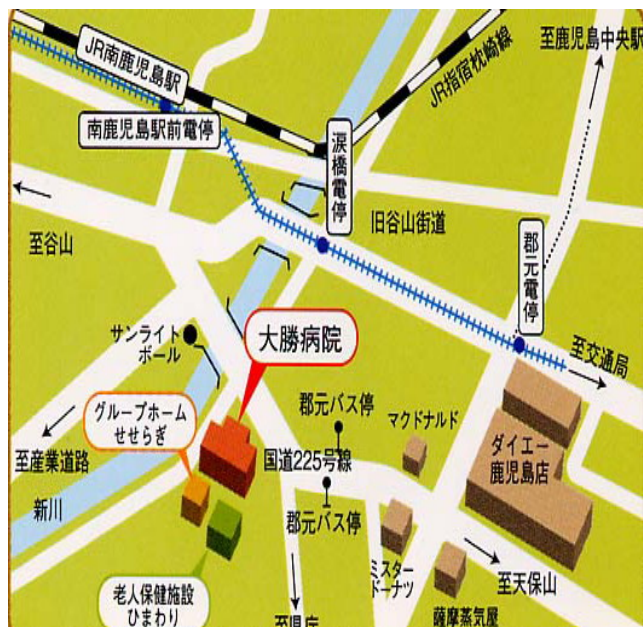 JR南鹿児島駅
至鹿児島中央駅
JR指宿枕崎線
南鹿児島駅前電停
涙橋電停
旧谷山街道
至谷山
郡元電停
サンライト
ボール
大勝病院
至交通局
グループホーム
せせらぎ
郡元バス停
マクドナルド
ダイエー
鹿児島店
至産業道路
国道225号線
新川
郡元バス停
ミスター
ドーナツ
至天保山
老人保健施設
ひまわり
至県庁
薩摩蒸気屋